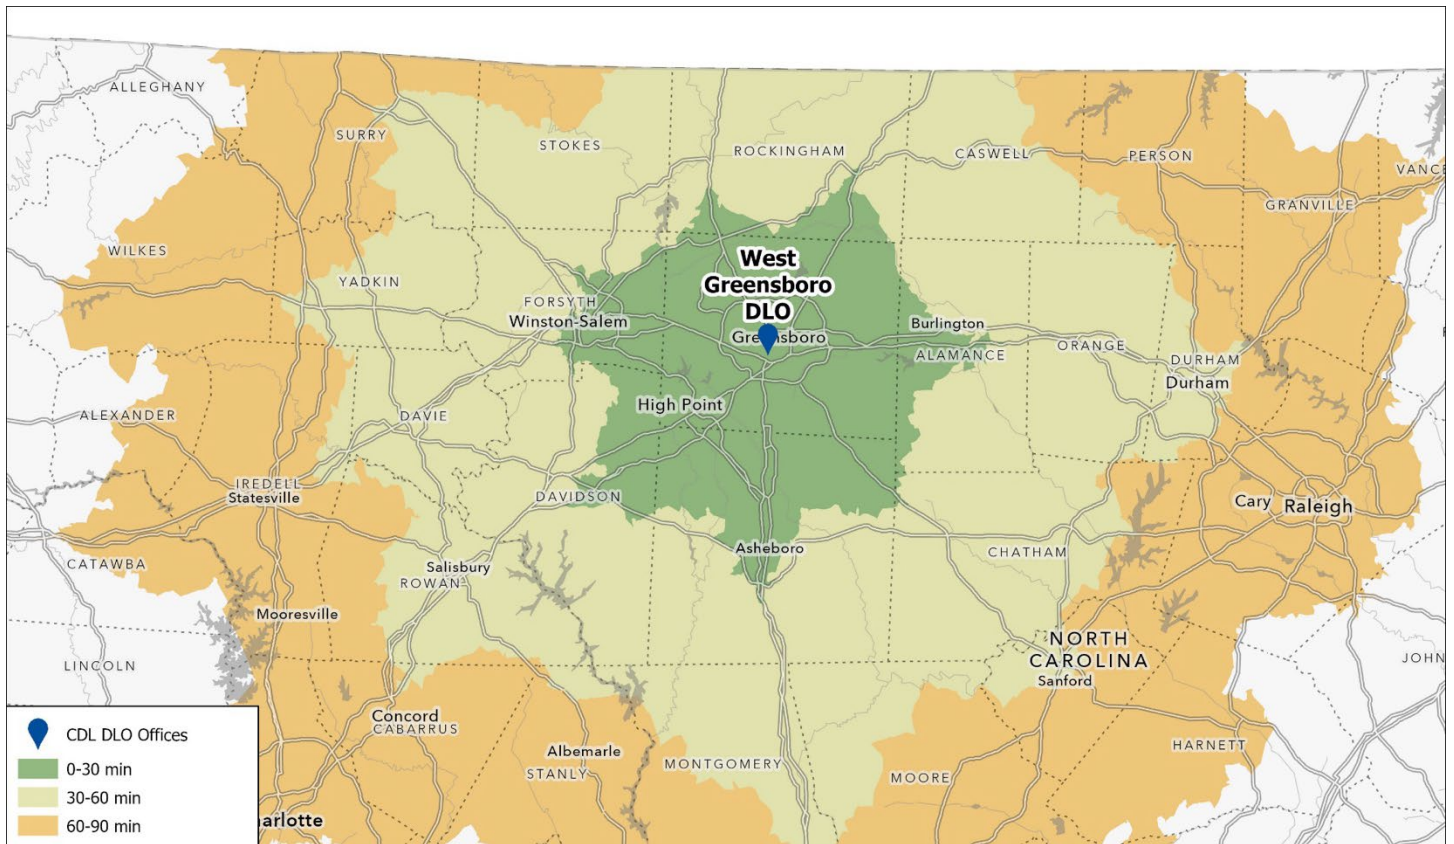 ALLEGHANY
SURRY
STOKES
ROCKINGHAM
CASWELL
PERSON
VANCE
GRANVILLE
WILKES
YADKIN
FORSYTH
Winston-Salem
West
Greensboro
DLO
Greensboro
Burlington
ALAMANCE
ORANGE
DURHAM
Durham
ALEXANDER
DAVIE
High Point
IREDELL
Statesville
DAVIDSON
Cary
Raleigh
CATAWBA
Salisbury
ROWAN
Asheboro
CHATHAM
Mooresville
LINCOLN
NORTH
CAROLINA
Sanford
JOHN
Concord
CABARRUS
Albemarle
STANLY
MONTGOMERY
MOORE
HARNETT
arlotte
CDL DLO Offices
0-30 min
30-60 min
60-90 min